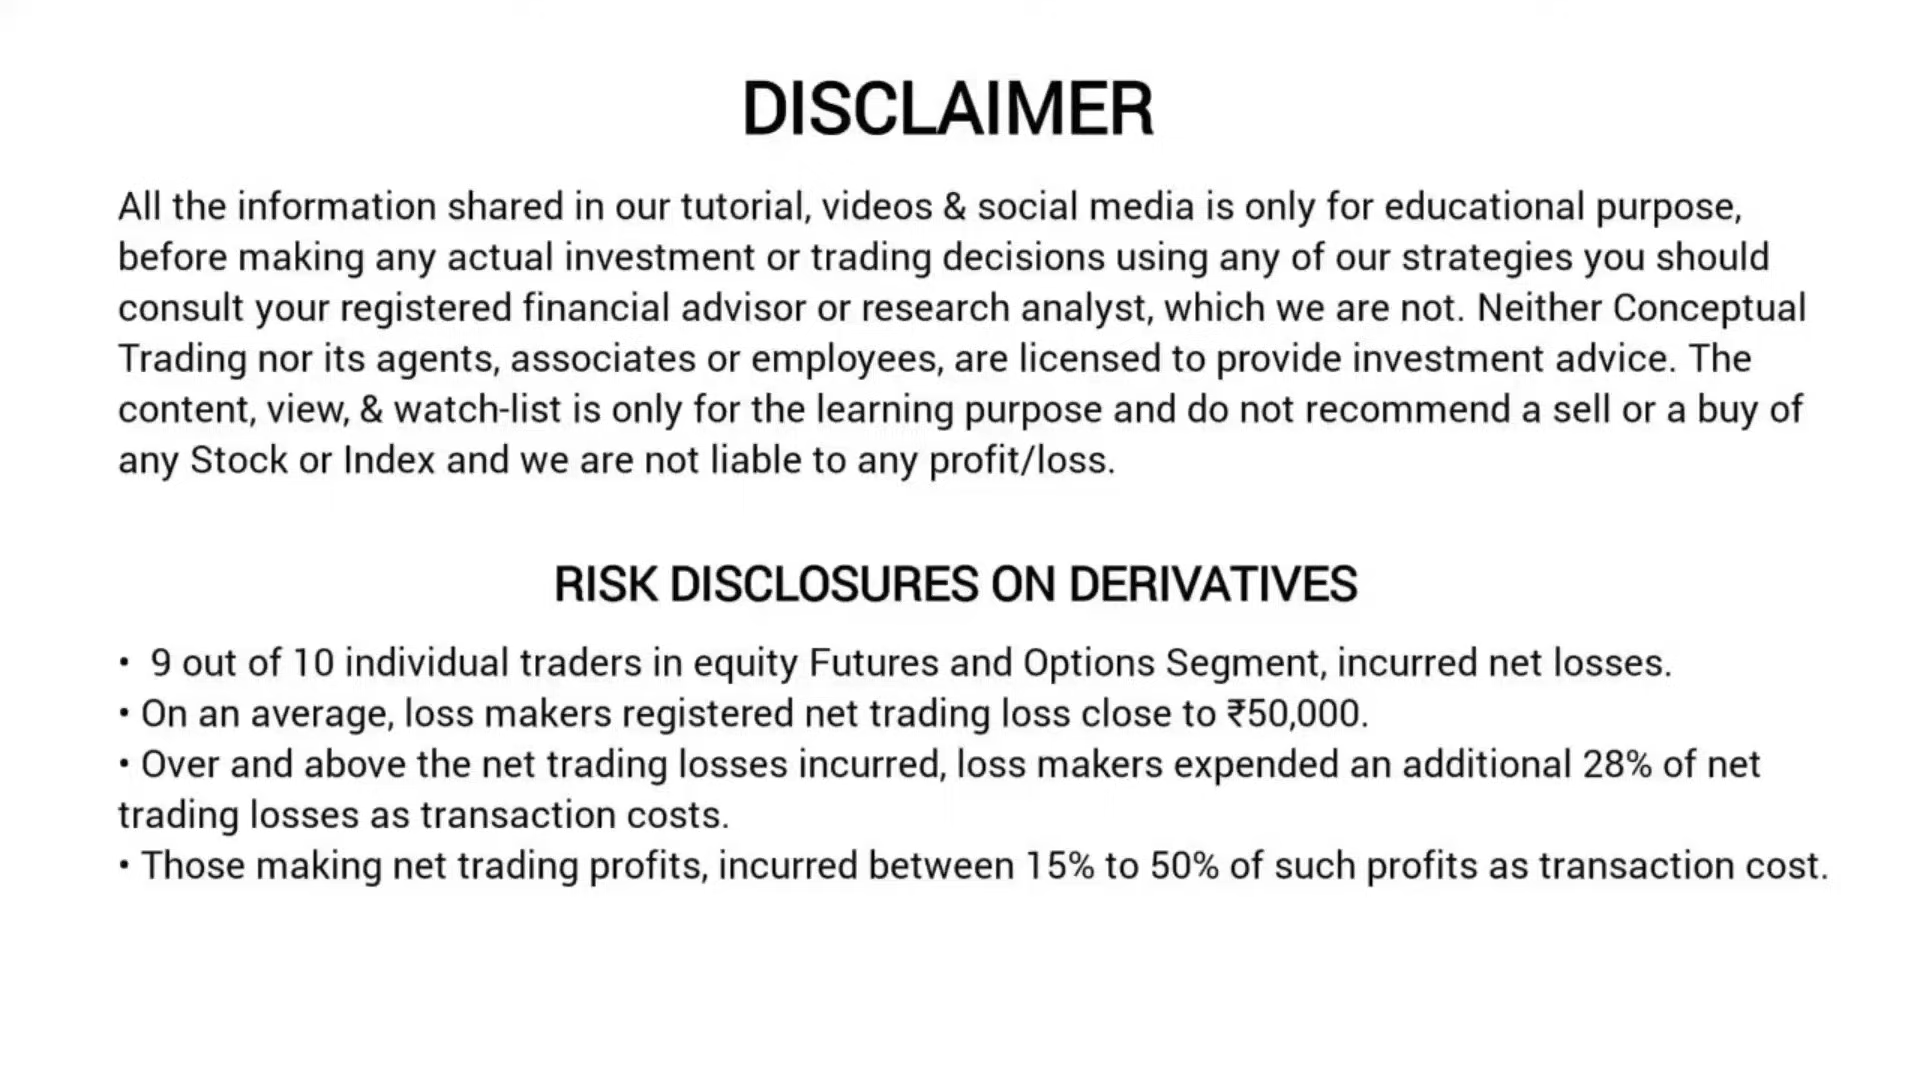 DISCLAIMER
All the information shared in our tutorial, videos & social media is only for educational purpose,
before making any actual investment or trading decisions using any of our strategies you should
consult your registered financial advisor or research analyst, which we are not. Neither Conceptual
Trading nor its agents, associates or employees, are licensed to provide investment advice. The
content, view, & watch-list is only for the learning purpose and do not recommend a sell or a buy of
any Stock or Index and we are not liable to any profit/loss.
RISK DISCLOSURES ON DERIVATIVES
• 9 out of 10 individual traders in equity Futures and Options Segment, incurred net losses.
• On an average, loss makers registered net trading loss close to ₹50,000.
• Over and above the net trading losses incurred, loss makers expended an additional 28% of net
trading losses as transaction costs.
• Those making net trading profits, incurred between 15% to 50% of such profits as transaction cost.